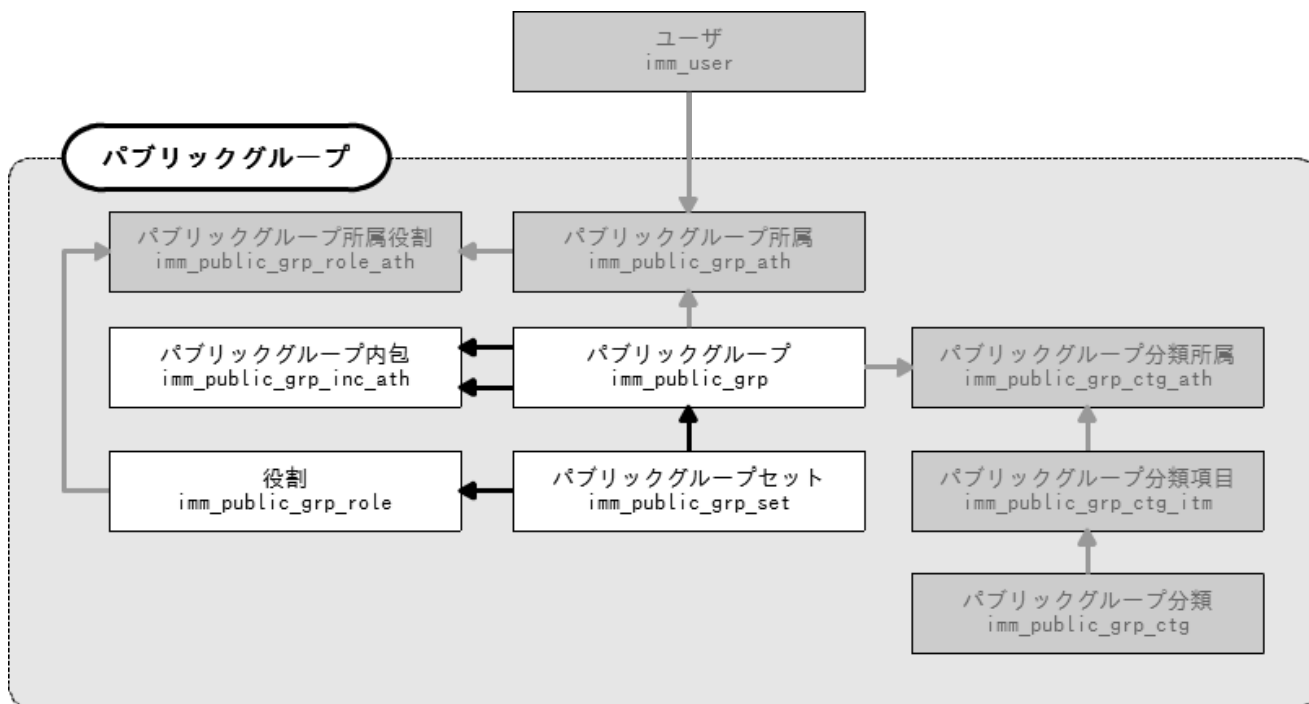 ユーザ
imm_user
パブリックグループ
パブリックグループ所属役割
imm_public_grp_role_ath
パブリックグループ所属
imm_public_grp_ath
パブリックグループ内包
imm_public_grp_inc_ath
パブリックグループ
imm_public_grp
パブリックグループ分類所属
imm_public_grp_ctg_ath
役割
imm_public_grp_role
パブリックグループセット
imm_public_grp_set
パブリックグループ分類項目
imm_public_grp_ctg_itm
パブリックグループ分類
imm_public_grp_ctg